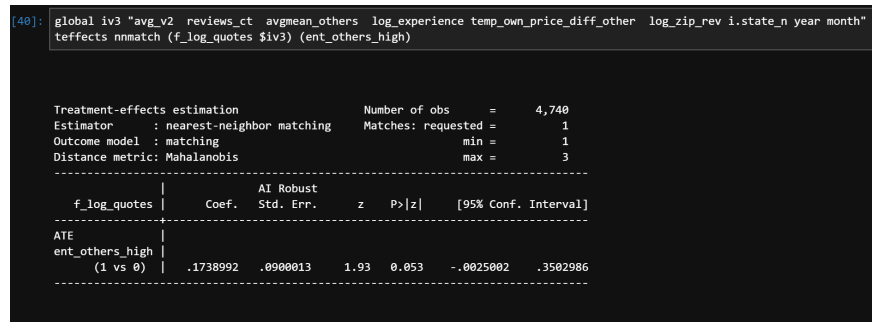 [40]: global iv3 "avg_v2  reviews_ct  avgmean_others  log_experience temp_own_price_diff_other  log_zip_rev i.state_n year month"
teffects nnmatch (f_log_quotes $iv3) (ent_others_high)
Treatment-effects estimation                   Number of obs      =      4,740
Estimator      : nearest-neighbor matching     Matches: requested =          1
Outcome model  : matching                                     min =          1
Distance metric: Mahalanobis                                  max =          3
------------------------------------------------------------------------------
                |              AI Robust
  f_log_quotes |      Coef.   Std. Err.      z    P>|z|     [95% Conf. Interval]
---------------+--------------------------------------------------------------
ATE            |
ent_others_high |
     (1 vs 0)  |   .1738992   .0900013     1.93   0.053    -.0025002    .3502986
------------------------------------------------------------------------------